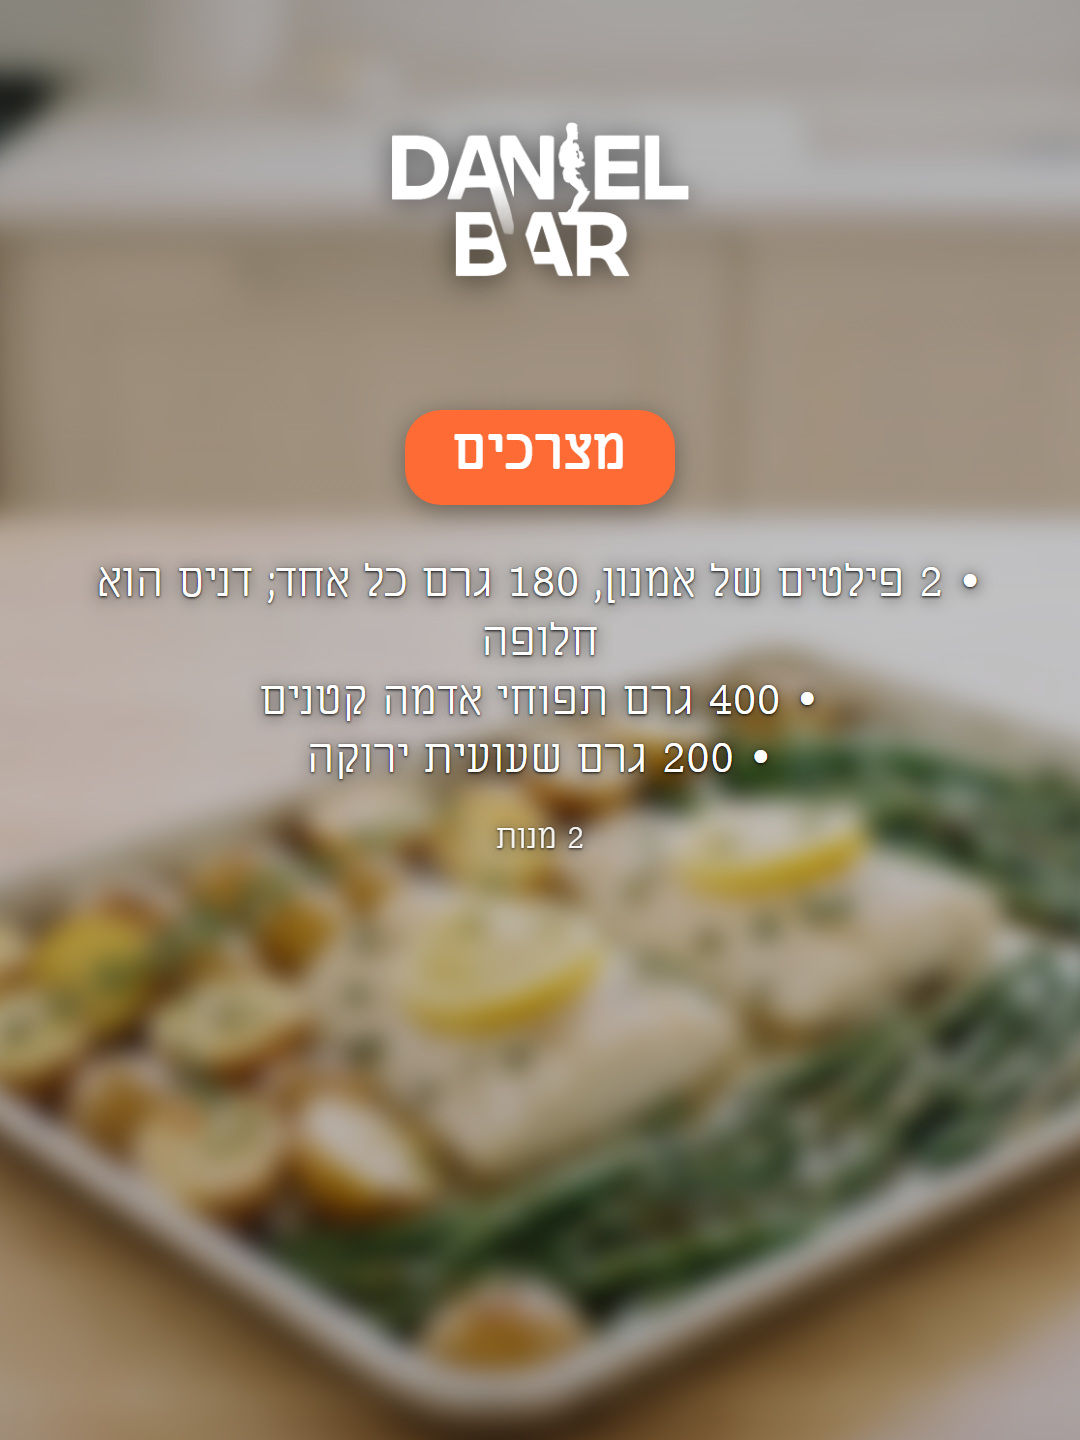 DANIEL
BAR
מצרכים
• 2 פילטים של אמנון, 180 גרם כל אחד; דניס הוא
חלופה
• 400 גרם תפוחי אדמה קטנים
• 200 גרם שעועית ירוקה
2 מנות